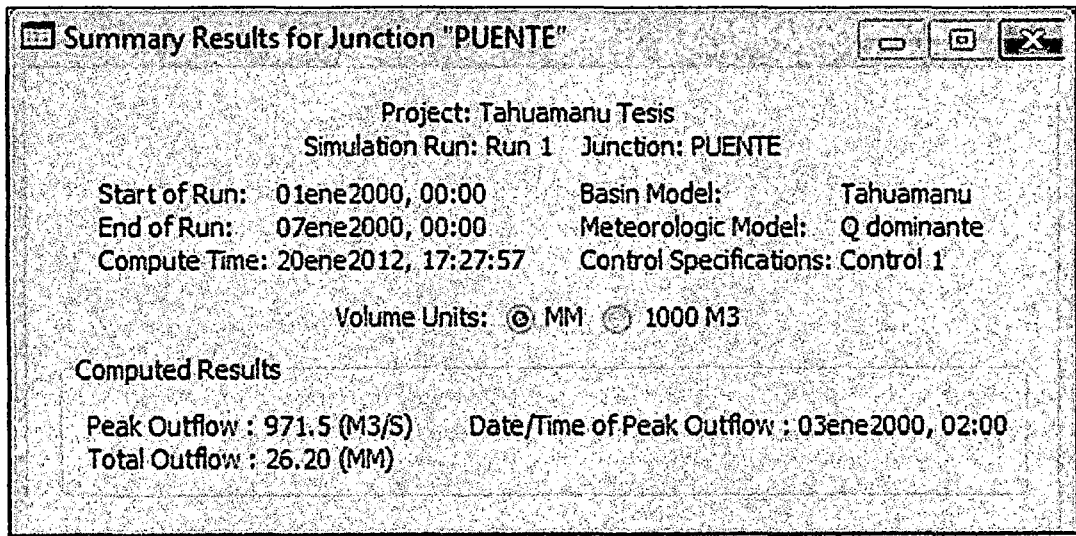 Summary Results for Junction "PUENTE"
Project: Tahuamanu Tesis
Simulation Run: Run 1 Junction: PUENTE
Start of Run: 01ene2000, 00:00 Basin Model: Tahuamanu
End of Run: 07ene2000, 00:00 Meteorologic Model: Q dominante
Compute Time: 20ene2012, 17:27:57 Control Specifications: Control 1
Volume Units: MM 1000 M3
Computed Results
Peak Outflow : 971.5 (M3/S) Date/Time of Peak Outflow : 03ene2000, 02:00
Total Outflow : 26.20 (MM)